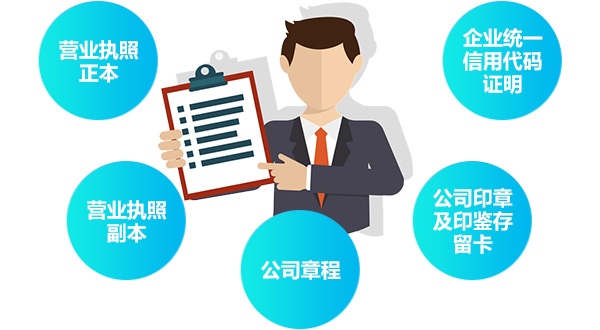 营业执照
正本
企业统一
信用代码
证明
营业执照
副本
公司印章
及印鉴存
留卡
公司章程